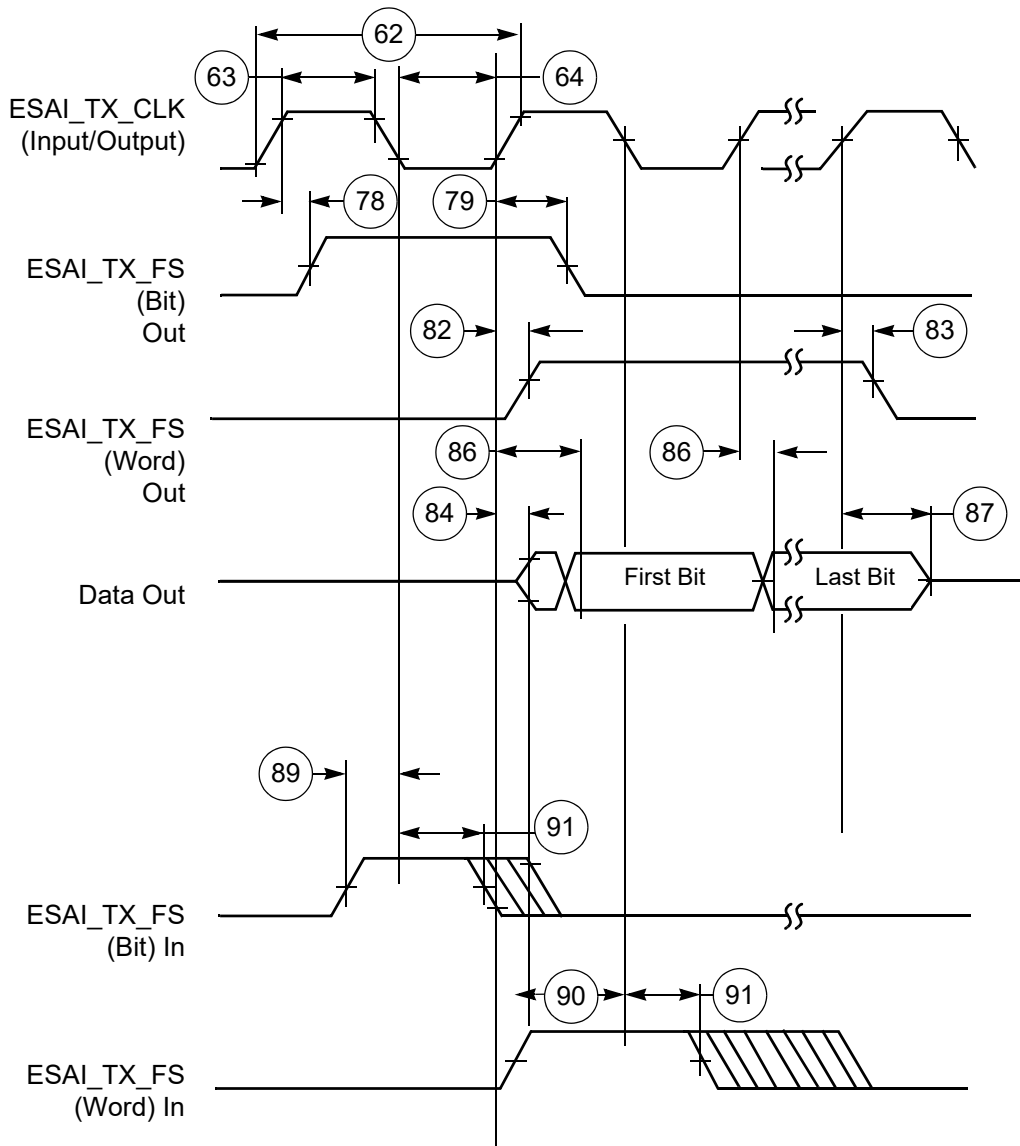 62
63
64
ESAI_TX_CLK
(Input/Output)
78
79
ESAI_TX_FS
(Bit)
Out
82
83
ESAI_TX_FS
(Word)
Out
86
86
84
87
Data Out
First Bit
Last Bit
89
91
ESAI_TX_FS
(Bit) In
90
91
ESAI_TX_FS
(Word) In